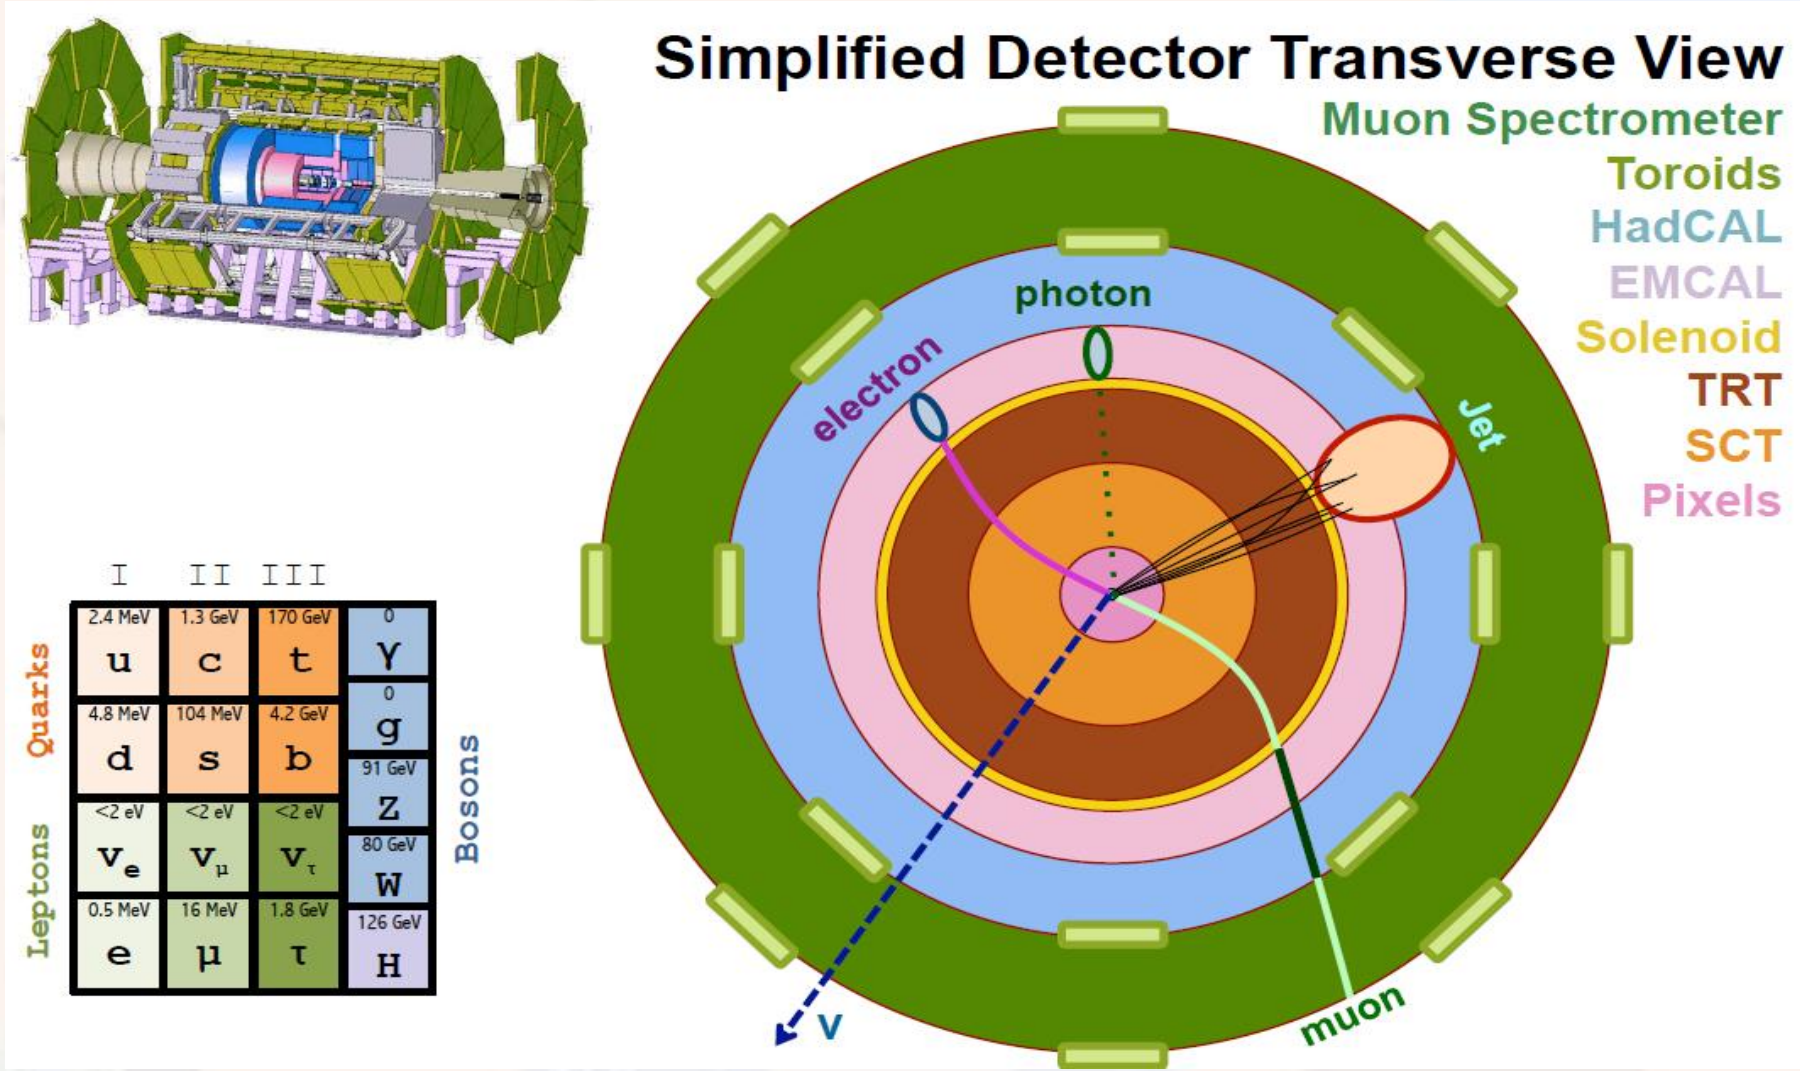 Simplified Detector Transverse View
Muon Spectrometer
Toroids
HadCAL
EMCAL
Solenoid
TRT
SCT
Pixels
photon
electron
Jet
ν
muon
I II III
Quarks
Leptons
Bosons
2.4 MeV 1.3 GeV 170 GeV 0
u c t γ
0
g
4.8 MeV 104 MeV 4.2 GeV
d s b
91 GeV
Z
<2 eV <2 eV <2 eV
νe νμ ντ
80 GeV
W
0.5 MeV 16 MeV 1.8 GeV
e μ τ
126 GeV
H